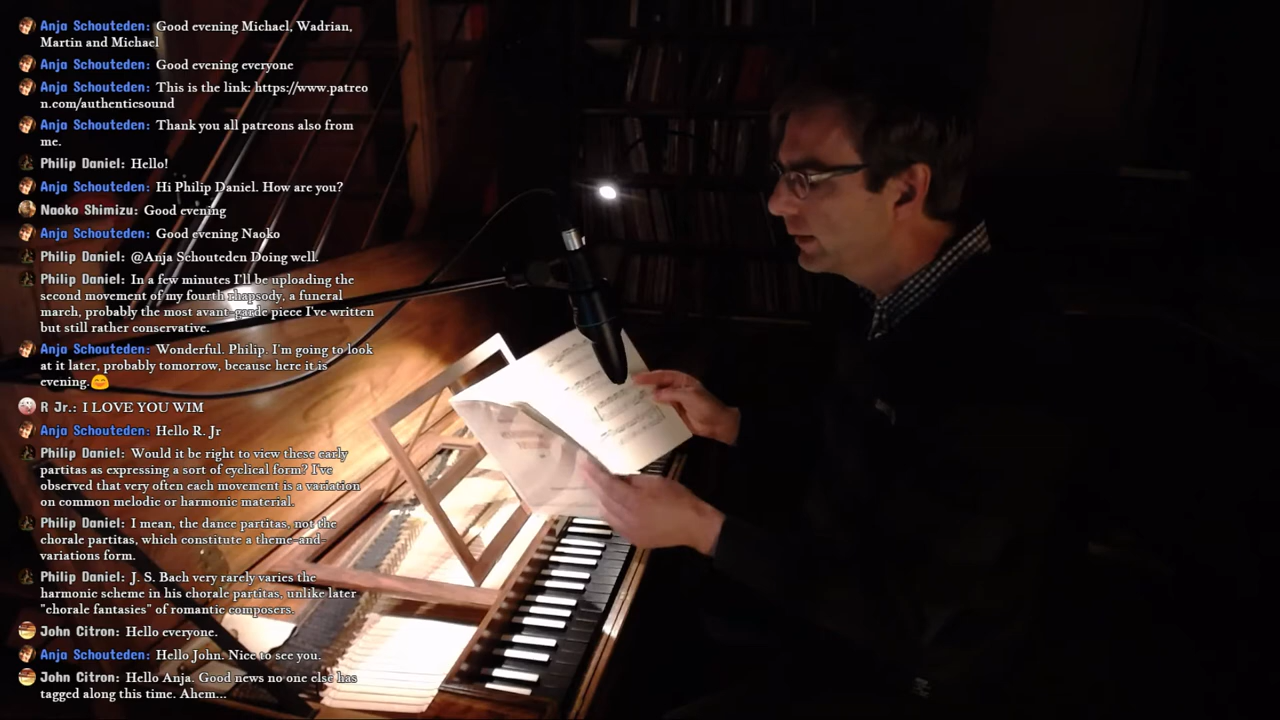 Anja Schouteden: Good evening Michael, Wadrian,
Martin and Michael
Anja Schouteden: Good evening everyone
Anja Schouteden: This is the link: https://www.patreo
n.com/authenticsound
Anja Schouteden: Thank you all patreons also from
me.
Philip Daniel: Hello!
Anja Schouteden: Hi Philip Daniel. How are you?
Naoko Shimizu: Good evening
Anja Schouteden: Good evening Naoko
Philip Daniel: @Anja Schouteden Doing well.
Philip Daniel: In a few minutes I'll be uploading the
second movement of my fourth rhapsody, a funeral
march, probably the most avant-garde piece I've written
but still rather conservative.
Anja Schouteden: Wonderful. Philip. I'm going to look
at it later, probably tomorrow, because here it is
evening.🤗
R Jr.: I LOVE YOU WIM
Anja Schouteden: Hello R. Jr
Philip Daniel: Would it be right to view these early
partitas as expressing a sort of cyclical form? I've
observed that very often each movement is a variation
on common melodic or harmonic material.
Philip Daniel: I mean, the dance partitas, not the
chorale partitas, which constitute a theme-and-
variations form.
Philip Daniel: J. S. Bach very rarely varies the
harmonic scheme in his chorale partitas, unlike later
"chorale fantasies" of romantic composers.
John Citron: Hello everyone.
Anja Schouteden: Hello John. Nice to see you.
John Citron: Hello Anja. Good news no one else has
tagged along this time. Ahem...